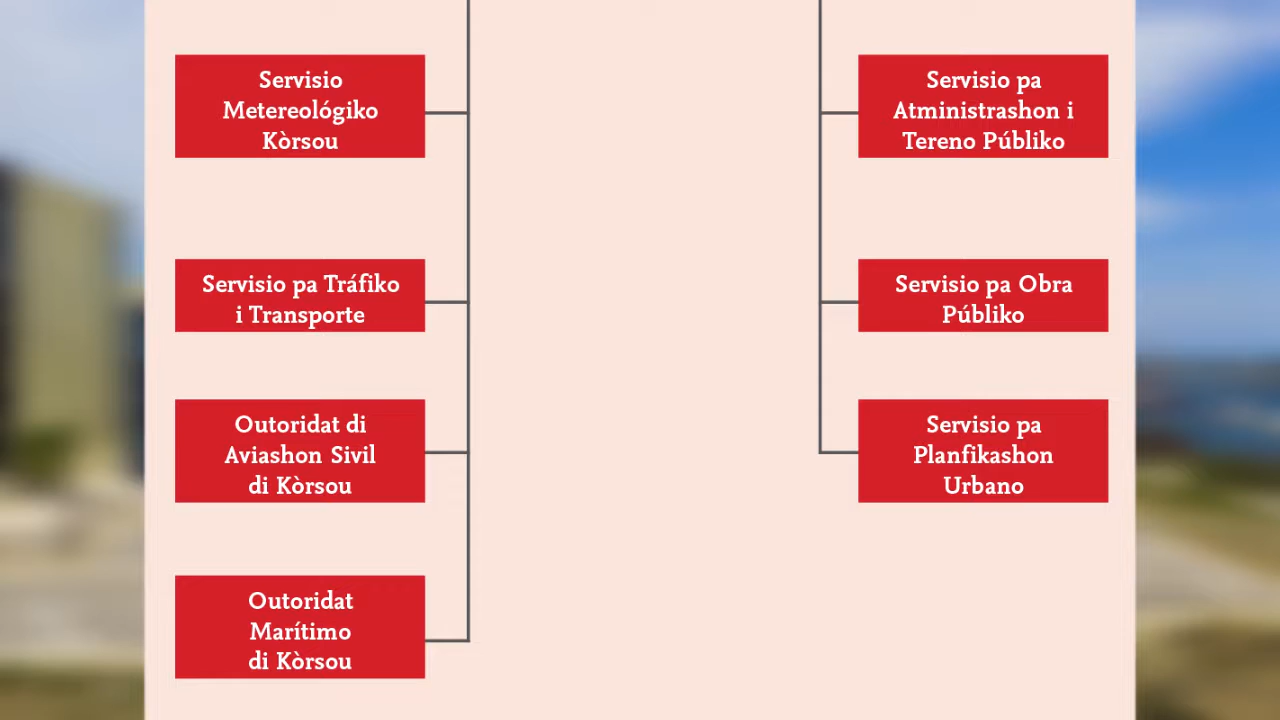 Servisio
Metereológiko
Kòrsou
Servisio pa Tráfiko
i Transporte
Outoridat di
Aviashon Sivil
di Kòrsou
Outoridat
Marítimo
di Kòrsou
Servisio pa
Atministrashon i
Tereno Públiko
Servisio pa Obra
Públiko
Servisio pa
Planfikashon
Urbano